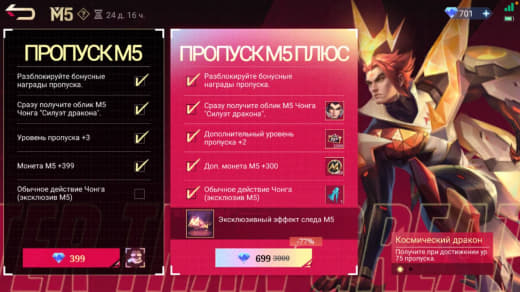 M5
24 д. 16 ч.
701
ПРОПУСК M5
Разблокируйте бонусные
награды пропуска.
Сразу получите облик M5
Чонга "Силуэт дракона".
Уровень пропуска +3
Монета M5 +399
Обычное действие Чонга
(эксклюзив M5)
399
ПРОПУСК M5 ПЛЮС
Разблокируйте бонусные
награды пропуска.
Сразу получите облик M5
Чонга "Силуэт дракона".
Дополнительный уровень
пропуска +2
Доп. монета M5 +300
Обычное действие Чонга
(эксклюзив M5)
Эксклюзивный эффект следа M5
-77%
699 3000
Космический дракон
Получите при достижении ур.
75 пропуска.